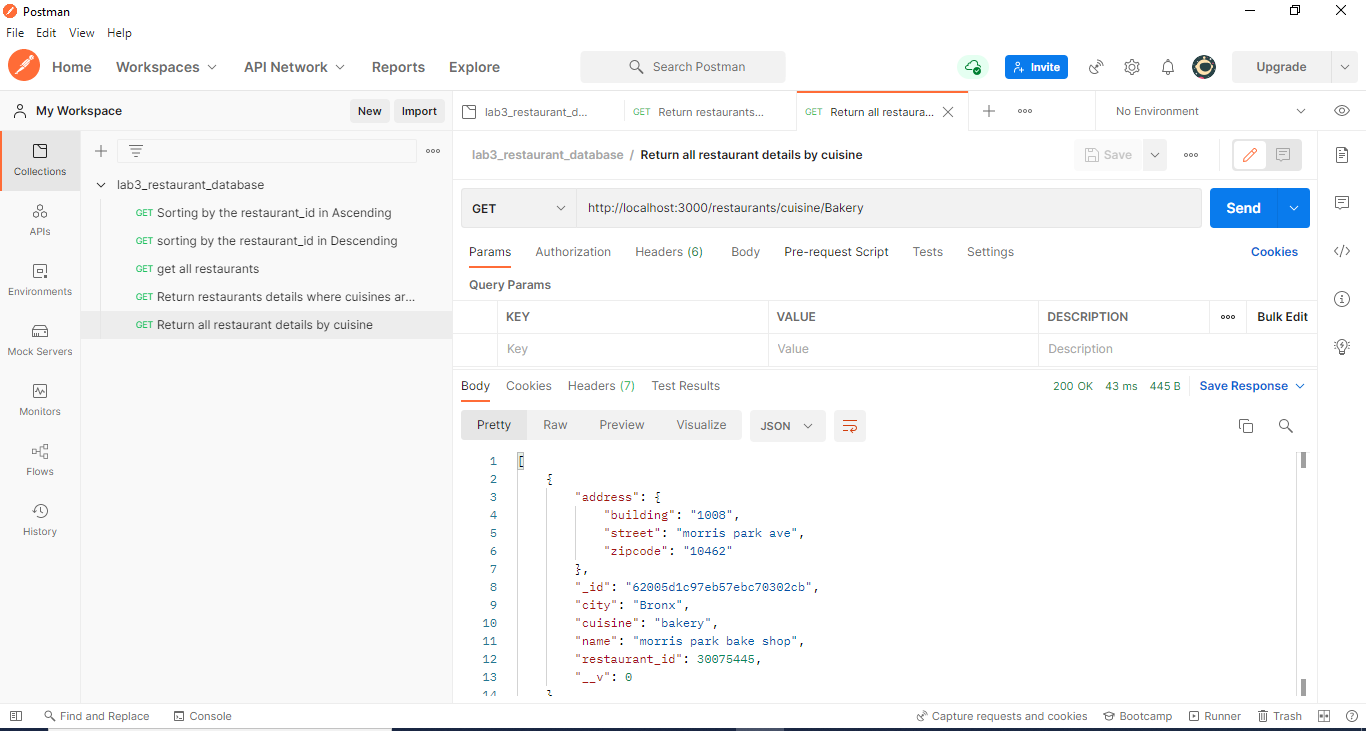 Postman
File Edit View Help
Home Workspaces API Network Reports Explore Search Postman Invite Upgrade
My Workspace New Import
lab3_restaurant_d... GET Return restaurants... GET Return all restaura... No Environment
Collections
APIs
Environments
Mock Servers
Monitors
Flows
History
lab3_restaurant_database
GET Sorting by the restaurant_id in Ascending
GET sorting by the restaurant_id in Descending
GET get all restaurants
GET Return restaurants details where cuisines ar...
GET Return all restaurant details by cuisine
lab3_restaurant_database / Return all restaurant details by cuisine Save
GET http://localhost:3000/restaurants/cuisine/Bakery Send
Params Authorization Headers (6) Body Pre-request Script Tests Settings Cookies
Query Params
KEY VALUE DESCRIPTION Bulk Edit
Key Value Description
Body Cookies Headers (7) Test Results 200 OK 43 ms 445 B Save Response
Pretty Raw Preview Visualize JSON
1 [
2 {
3 "address": {
4 "building": "1008",
5 "street": "morris park ave",
6 "zipcode": "10462"
7 },
8 "_id": "62005d1c97eb57ebc70302cb",
9 "city": "Bronx",
10 "cuisine": "bakery",
11 "name": "morris park bake shop",
12 "restaurant_id": 30075445,
13 "__v": 0
14 }
Find and Replace Console Capture requests and cookies Bootcamp Runner Trash